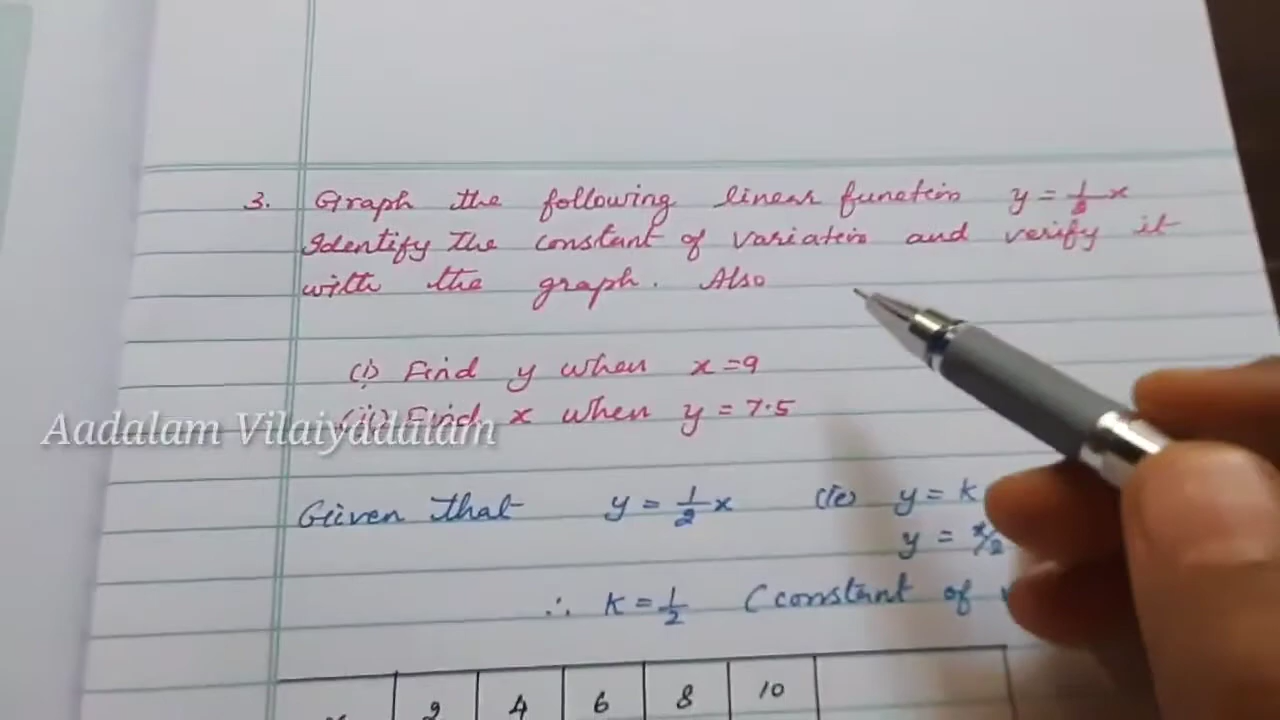 3. Graph the following linear function y = 1/2 x
Identify the constant of variation and verify it
with the graph. Also
(i) Find y when x = 9
(ii) Find x when y = 7.5
Aadalam Vilaiyadalam
Given that y = 1/2 x (ie) y = k
y = x/2
∴ k = 1/2 (constant of
2 4 6 8 10